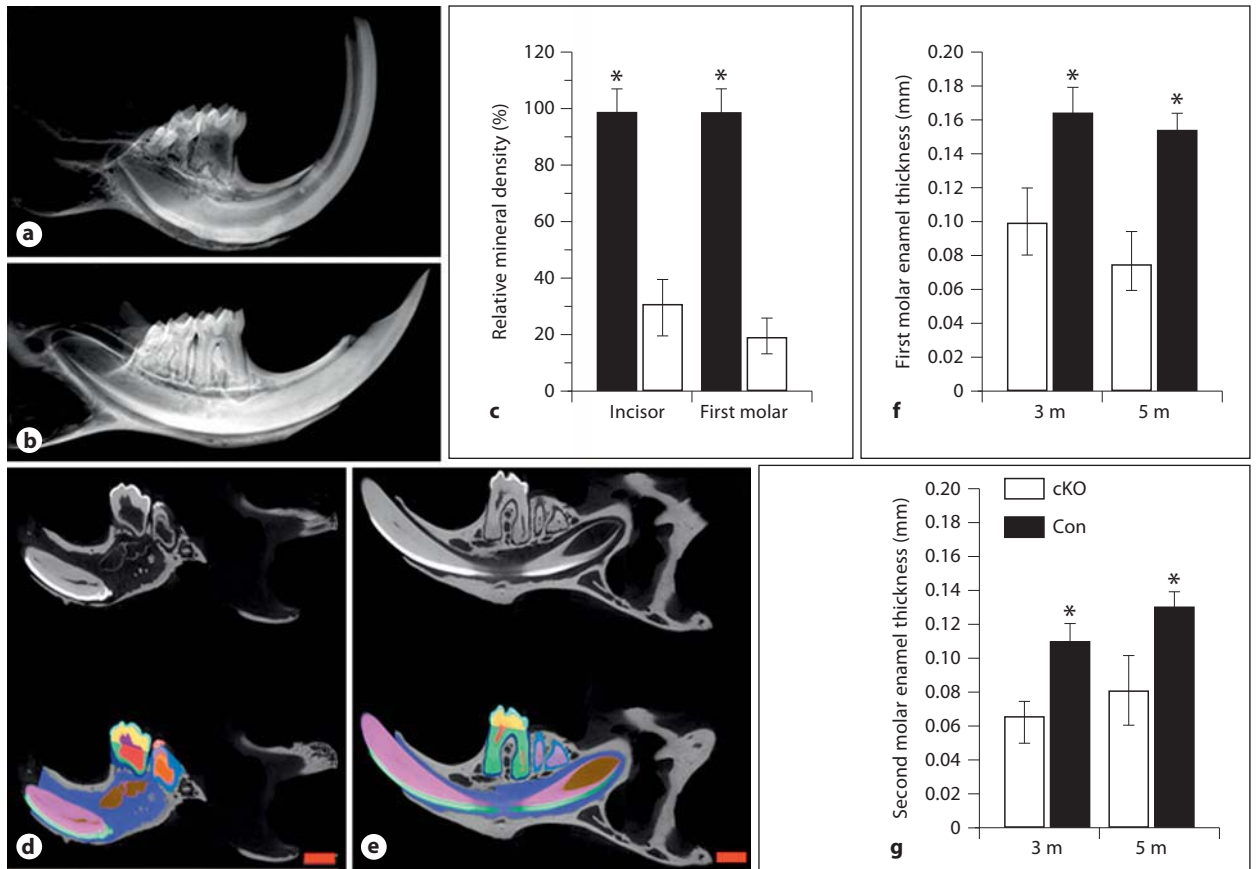 a
b
120
100
80
60
40
20
0
Relative mineral density (%)
*
*
Incisor
First molar
c
0.20
0.18
0.16
0.14
0.12
0.10
0.08
0.06
0.04
0.02
0
First molar enamel thickness (mm)
*
*
3 m
5 m
f
d
e
0.20
0.18
0.16
0.14
0.12
0.10
0.08
0.06
0.04
0.02
0
Second molar enamel thickness (mm)
cKO
Con
*
*
3 m
5 m
g